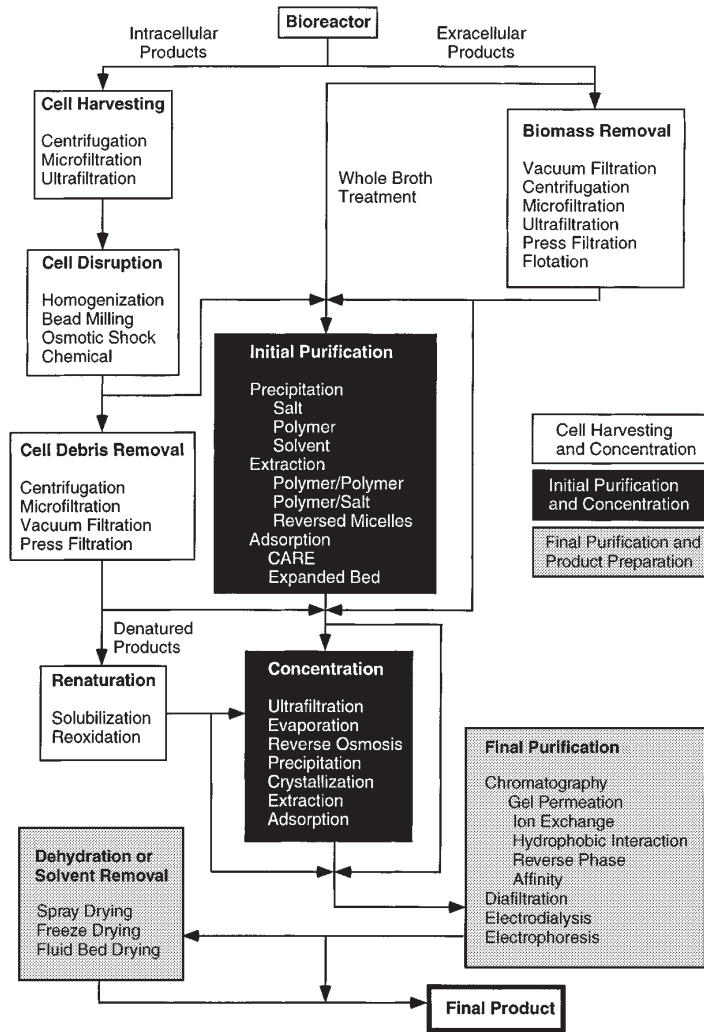 Bioreactor
Intracellular
Products
Extracellular
Products
Cell Harvesting
Centrifugation
Microfiltration
Ultrafiltration
Biomass Removal
Vacuum Filtration
Centrifugation
Microfiltration
Ultrafiltration
Press Filtration
Flotation
Whole Broth
Treatment
Cell Disruption
Homogenization
Bead Milling
Osmotic Shock
Chemical
Initial Purification
Precipitation
Salt
Polymer
Solvent
Extraction
Polymer/Polymer
Polymer/Salt
Reversed Micelles
Adsorption
CARE
Expanded Bed
Cell Debris Removal
Centrifugation
Microfiltration
Vacuum Filtration
Press Filtration
Cell Harvesting
and Concentration
Initial Purification
and Concentration
Final Purification and
Product Preparation
Denatured
Products
Renaturation
Solubilization
Reoxidation
Concentration
Ultrafiltration
Evaporation
Reverse Osmosis
Precipitation
Crystallization
Extraction
Adsorption
Final Purification
Chromatography
Gel Permeation
Ion Exchange
Hydrophobic Interaction
Reverse Phase
Affinity
Diafiltration
Electrodialysis
Electrophoresis
Dehydration or
Solvent Removal
Spray Drying
Freeze Drying
Fluid Bed Drying
Final Product